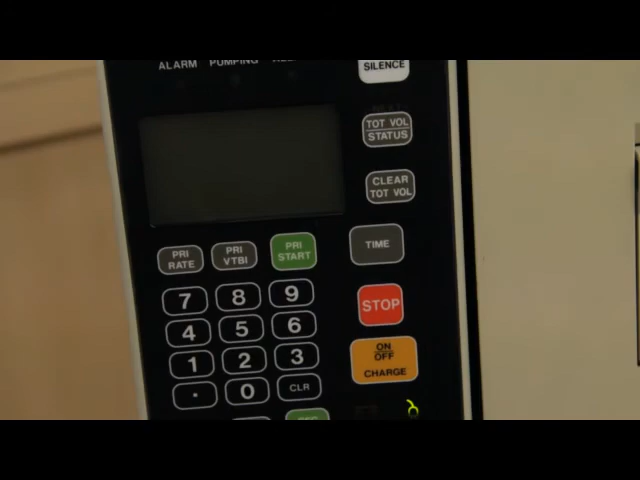 ALARM PUMPING
SILENCE
TOT VOL
STATUS
CLEAR
TOT VOL
PRI
RATE
PRI
VTBI
PRI
START
TIME
7 8 9
4 5 6
STOP
1 2 3
ON
OFF
CHARGE
. 0 CLR